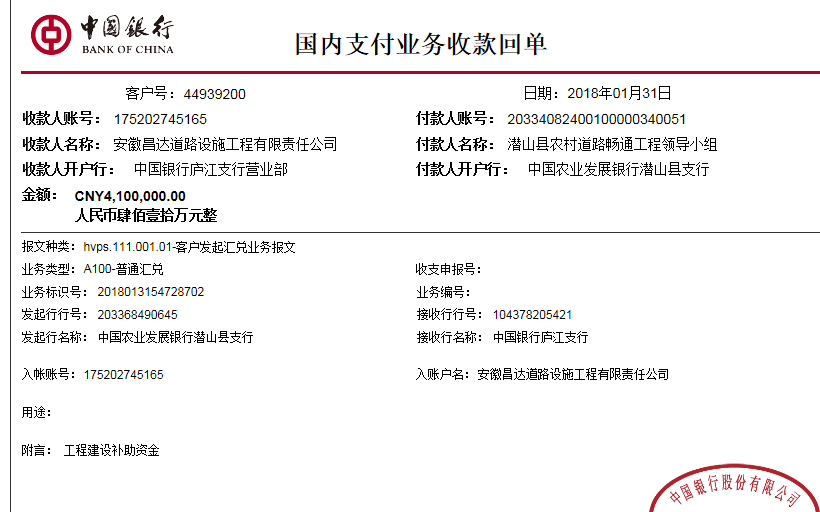 中国银行
BANK OF CHINA
国内支付业务收款回单
客户号：44939200 日期：2018年01月31日
收款人账号：175202745165 付款人账号：20334082400100000340051
收款人名称：安徽昌达道路设施工程有限责任公司 付款人名称：潜山县农村道路畅通工程领导小组
收款人开户行：中国银行庐江支行营业部 付款人开户行：中国农业发展银行潜山县支行
金额：CNY4,100,000.00
人民币肆佰壹拾万元整
报文种类：hvps.111.001.01-客户发起汇兑业务报文
业务类型：A100-普通汇兑 收支申报号：
业务标识号：2018013154728702 业务编号：
发起行行号：203368490645 接收行行号：104378205421
发起行名称：中国农业发展银行潜山县支行 接收行名称：中国银行庐江支行
入帐账号：175202745165 入账户名：安徽昌达道路设施工程有限责任公司
用途：
附言：工程建设补助资金
中国银行股份有限公司